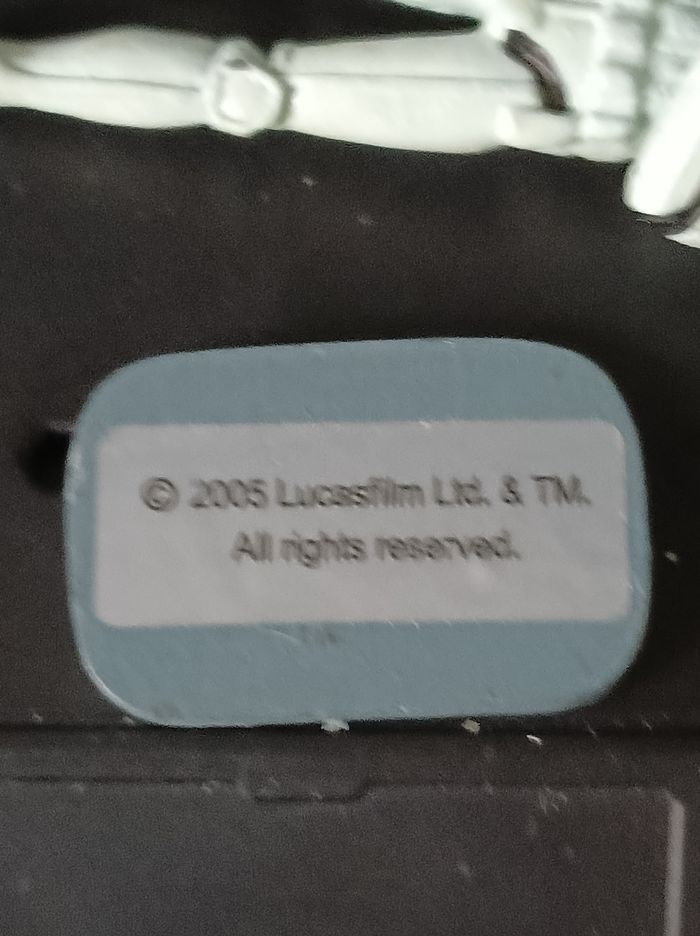 © 2005 Lucasfilm Ltd. & TM.
All rights reserved.